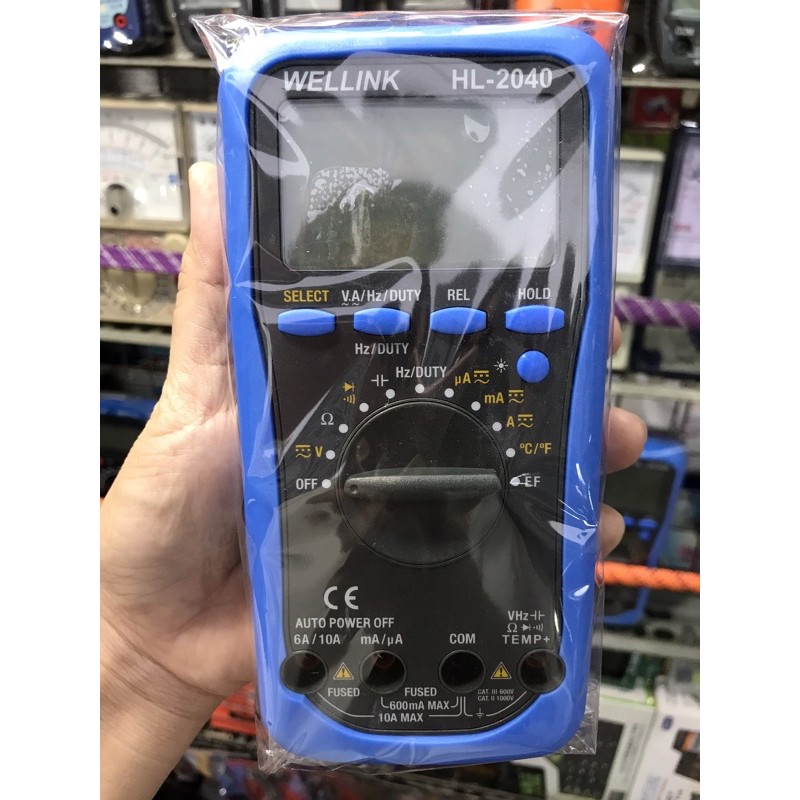 WELLINK HL-2040
SELECT V.A/Hz/DUTY REL HOLD
Hz/DUTY
Hz/DUTY
µA
mA
A
Ω
V
°C/°F
OFF
EF
CE
AUTO POWER OFF
6A/10A mA/µA COM
VHz
Ω
TEMP+
FUSED FUSED
CAT. III 600V
CAT. II 1000V
600mA MAX
10A MAX